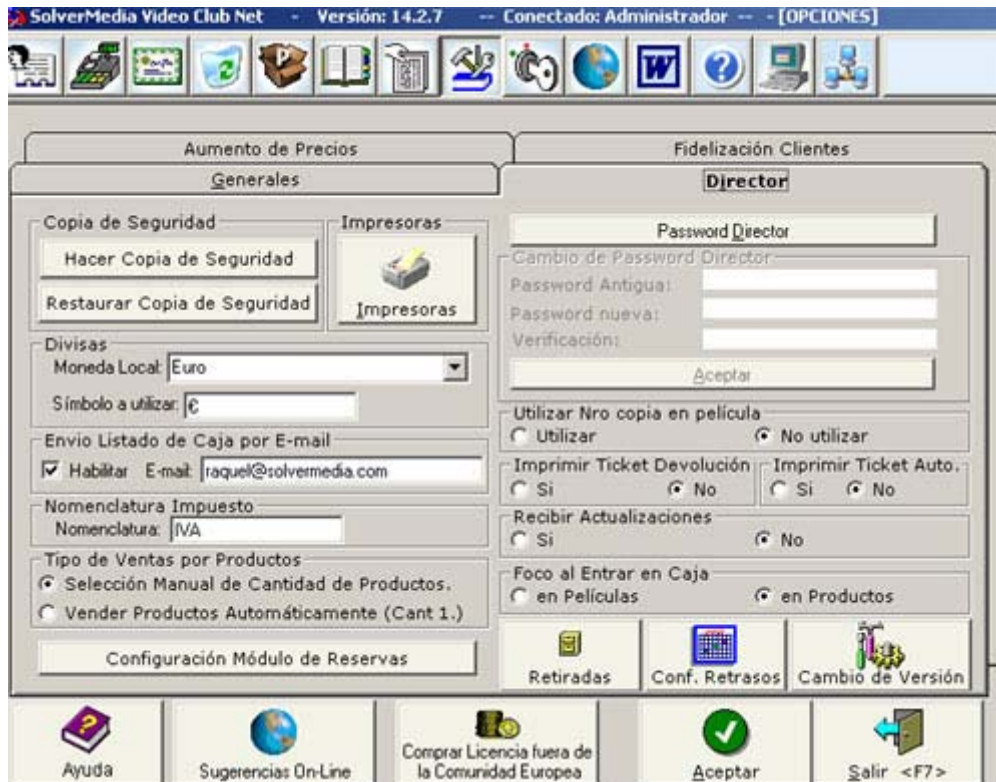 SolverMedia Video Club Net - Versión: 14.2.7 -- Conectado: Administrador -- - [OPCIONES]
Aumento de Precios
Fidelización Clientes
Generales
Director
Copia de Seguridad
Hacer Copia de Seguridad
Restaurar Copia de Seguridad
Impresoras
Impresoras
Divisas
Moneda Local: Euro
Símbolo a utilizar: €
Envio Listado de Caja por E-mail
Habilitar E-mail: raquel@solvermedia.com
Nomenclatura Impuesto
Nomenclatura: IVA
Tipo de Ventas por Productos
Selección Manual de Cantidad de Productos.
Vender Productos Automáticamente (Cant 1.)
Configuración Módulo de Reservas
Password Director
Cambio de Password Director
Password Antigua:
Password nueva:
Verificación:
Aceptar
Utilizar Nro copia en película
Utilizar No utilizar
Imprimir Ticket Devolución
Si No
Imprimir Ticket Auto.
Si No
Recibir Actualizaciones
Si No
Foco al Entrar en Caja
en Películas en Productos
Retiradas
Conf. Retrasos
Cambio de Versión
Ayuda
Sugerencias On-Line
Comprar Licencia fuera de
la Comunidad Europea
Aceptar
Salir <F7>